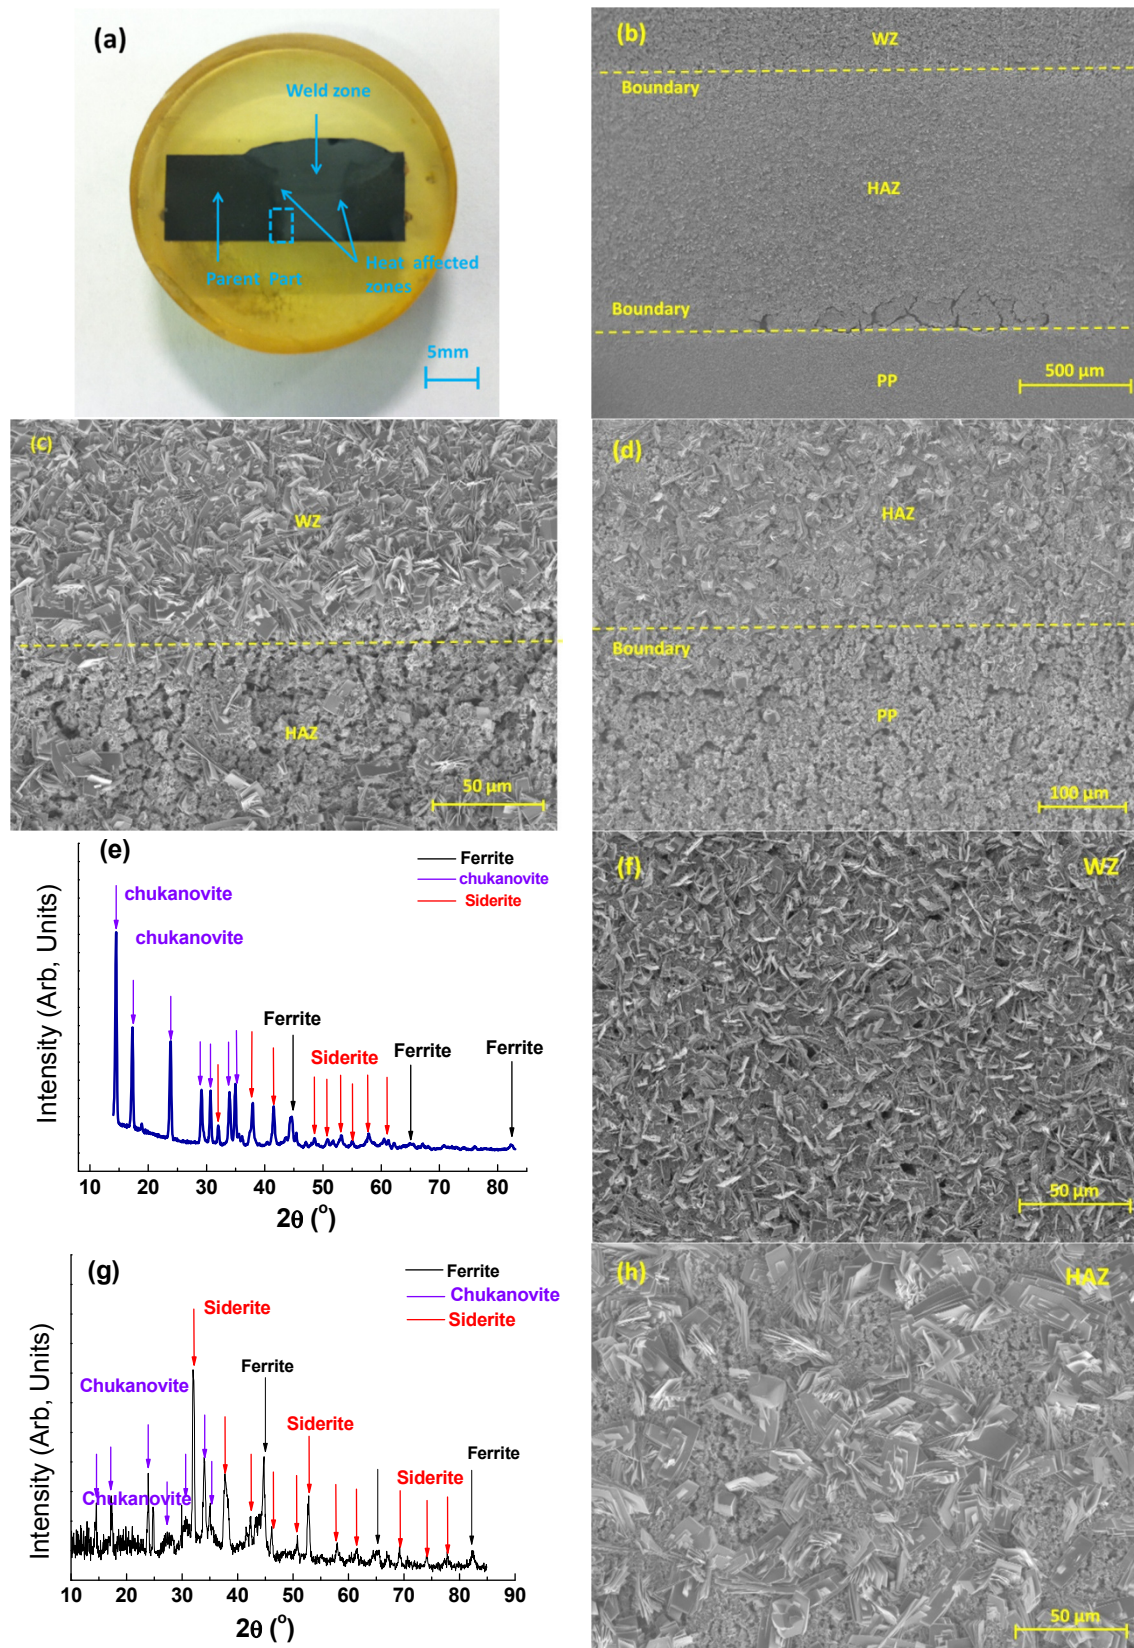 (a)
Weld zone
Parent Part
Heat affected
zones
5mm
(b)
WZ
Boundary
HAZ
Boundary
PP
500 µm
(C)
WZ
HAZ
50 µm
(d)
HAZ
Boundary
PP
100 µm
(e)
Ferrite
chukanovite
Siderite
chukanovite
chukanovite
Ferrite
Siderite
Ferrite
Ferrite
Intensity (Arb, Units)
10 20 30 40 50 60 70 80
2θ (°)
(f)
WZ
50 µm
(g)
Ferrite
Chukanovite
Siderite
Siderite
Ferrite
Chukanovite
Siderite
Ferrite
Chukanovite
Siderite
Intensity (Arb, Units)
10 20 30 40 50 60 70 80 90
2θ (°)
(h)
HAZ
50 µm